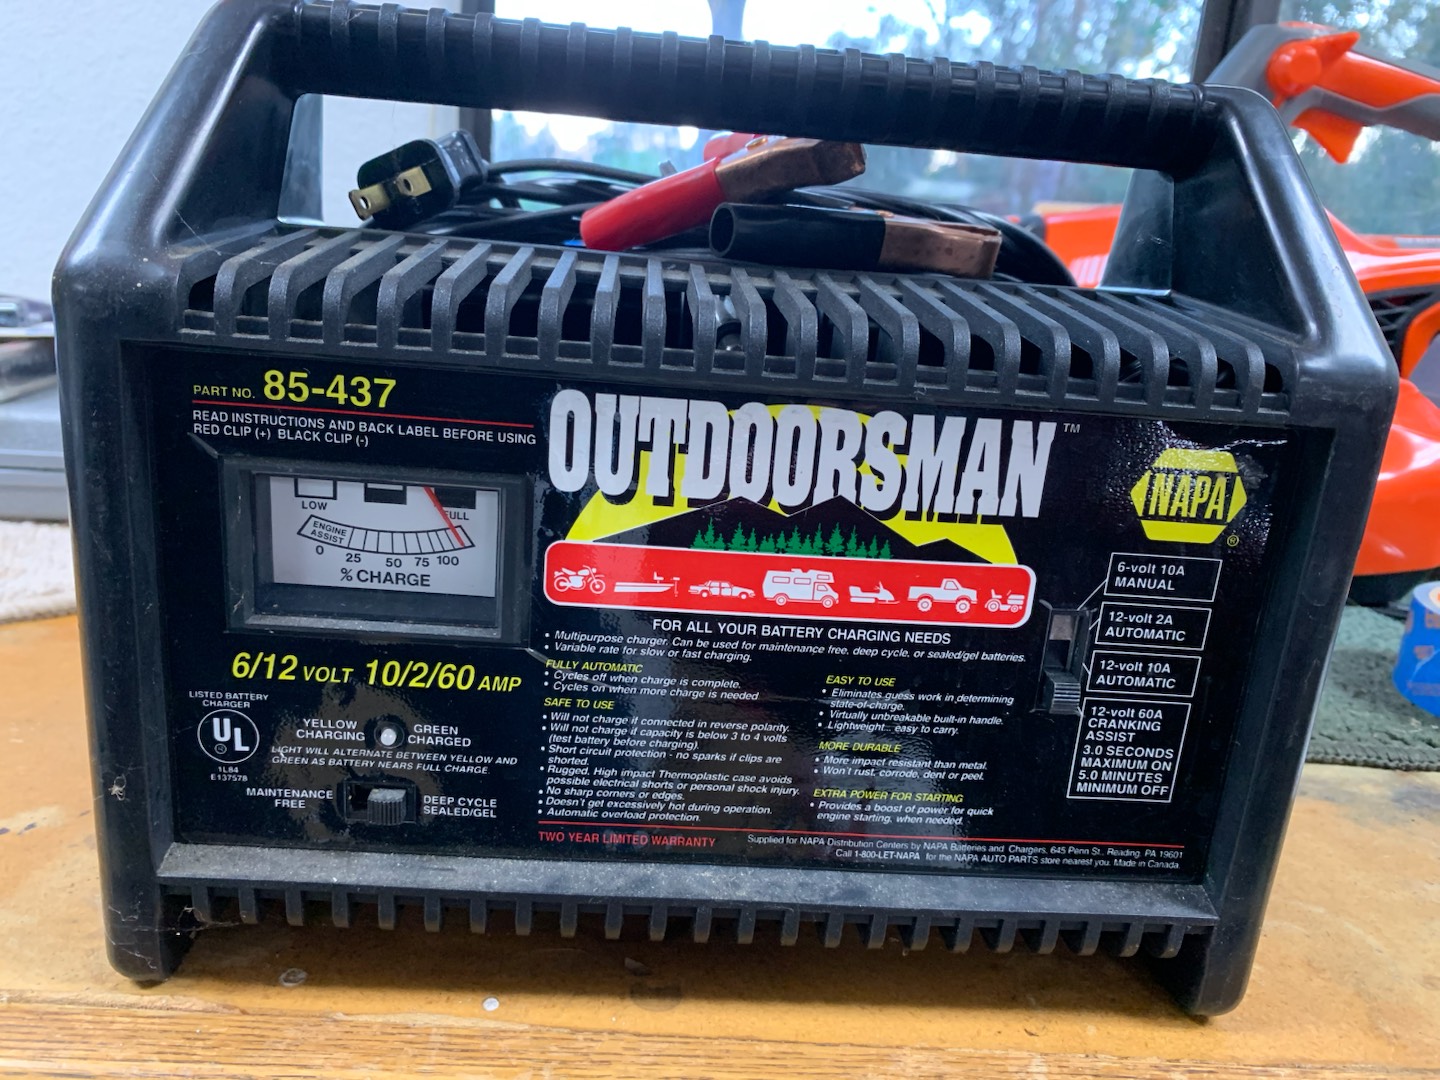 PART NO. 85-437
READ INSTRUCTIONS AND BACK LABEL BEFORE USING
RED CLIP (+) BLACK CLIP (-)
LOW
FULL
ENGINE
ASSIST
0 25 50 75 100
% CHARGE
6/12 VOLT 10/2/60 AMP
LISTED BATTERY
CHARGER
UL
1L84
E137578
YELLOW
CHARGING
GREEN
CHARGED
LIGHT WILL ALTERNATE BETWEEN YELLOW AND
GREEN AS BATTERY NEARS FULL CHARGE.
MAINTENANCE
FREE
DEEP CYCLE
SEALED/GEL
OUTDOORSMAN™
FOR ALL YOUR BATTERY CHARGING NEEDS
• Multipurpose charger. Can be used for maintenance free, deep cycle, or sealed/gel batteries.
• Variable rate for slow or fast charging.
FULLY AUTOMATIC
• Cycles off when charge is complete.
• Cycles on when more charge is needed.
SAFE TO USE
• Will not charge if connected in reverse polarity.
• Will not charge if capacity is below 3 to 4 volts
(test battery before charging).
• Short circuit protection - no sparks if clips are
shorted.
• Rugged. High impact Thermoplastic case avoids
possible electrical shorts or personal shock injury.
• No sharp corners or edges.
• Doesn't get excessively hot during operation.
• Automatic overload protection.
EASY TO USE
• Eliminates guess work in determining
state-of-charge.
• Virtually unbreakable built-in handle.
• Lightweight... easy to carry.
MORE DURABLE
• More impact resistant than metal.
• Won't rust, corrode, dent or peel.
EXTRA POWER FOR STARTING
• Provides a boost of power for quick
engine starting, when needed.
TWO YEAR LIMITED WARRANTY
Supplied for NAPA Distribution Centers by NAPA Batteries and Chargers, 645 Penn St., Reading, PA 19601
Call 1-800-LET-NAPA for the NAPA AUTO PARTS store nearest you. Made in Canada.
NAPA®
6-volt 10A
MANUAL
12-volt 2A
AUTOMATIC
12-volt 10A
AUTOMATIC
12-volt 60A
CRANKING
ASSIST
3.0 SECONDS
MAXIMUM ON
5.0 MINUTES
MINIMUM OFF